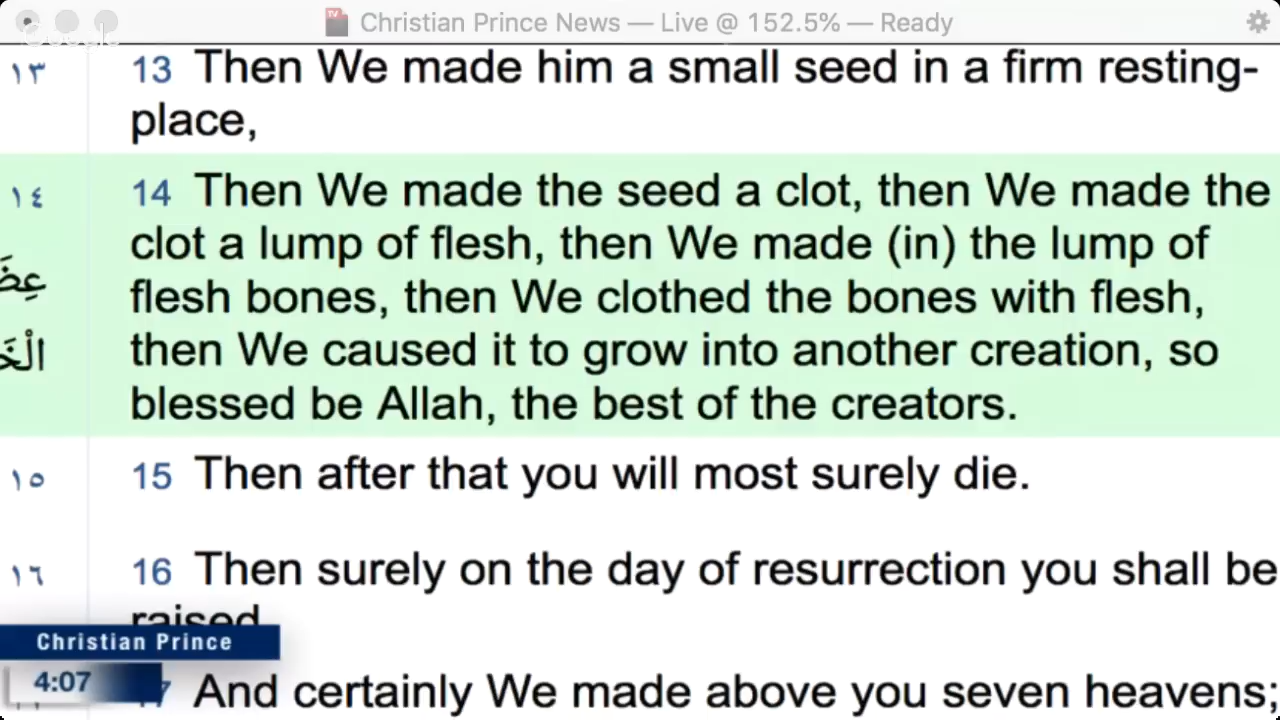 Christian Prince News — Live @ 152.5% — Ready
Google
١٣ 13 Then We made him a small seed in a firm resting-
place,
١٤ 14 Then We made the seed a clot, then We made the
clot a lump of flesh, then We made (in) the lump of
عِضَ flesh bones, then We clothed the bones with flesh,
الْخَ then We caused it to grow into another creation, so
blessed be Allah, the best of the creators.
١٥ 15 Then after that you will most surely die.
١٦ 16 Then surely on the day of resurrection you shall be
raised
Christian Prince
4:07
And certainly We made above you seven heavens;